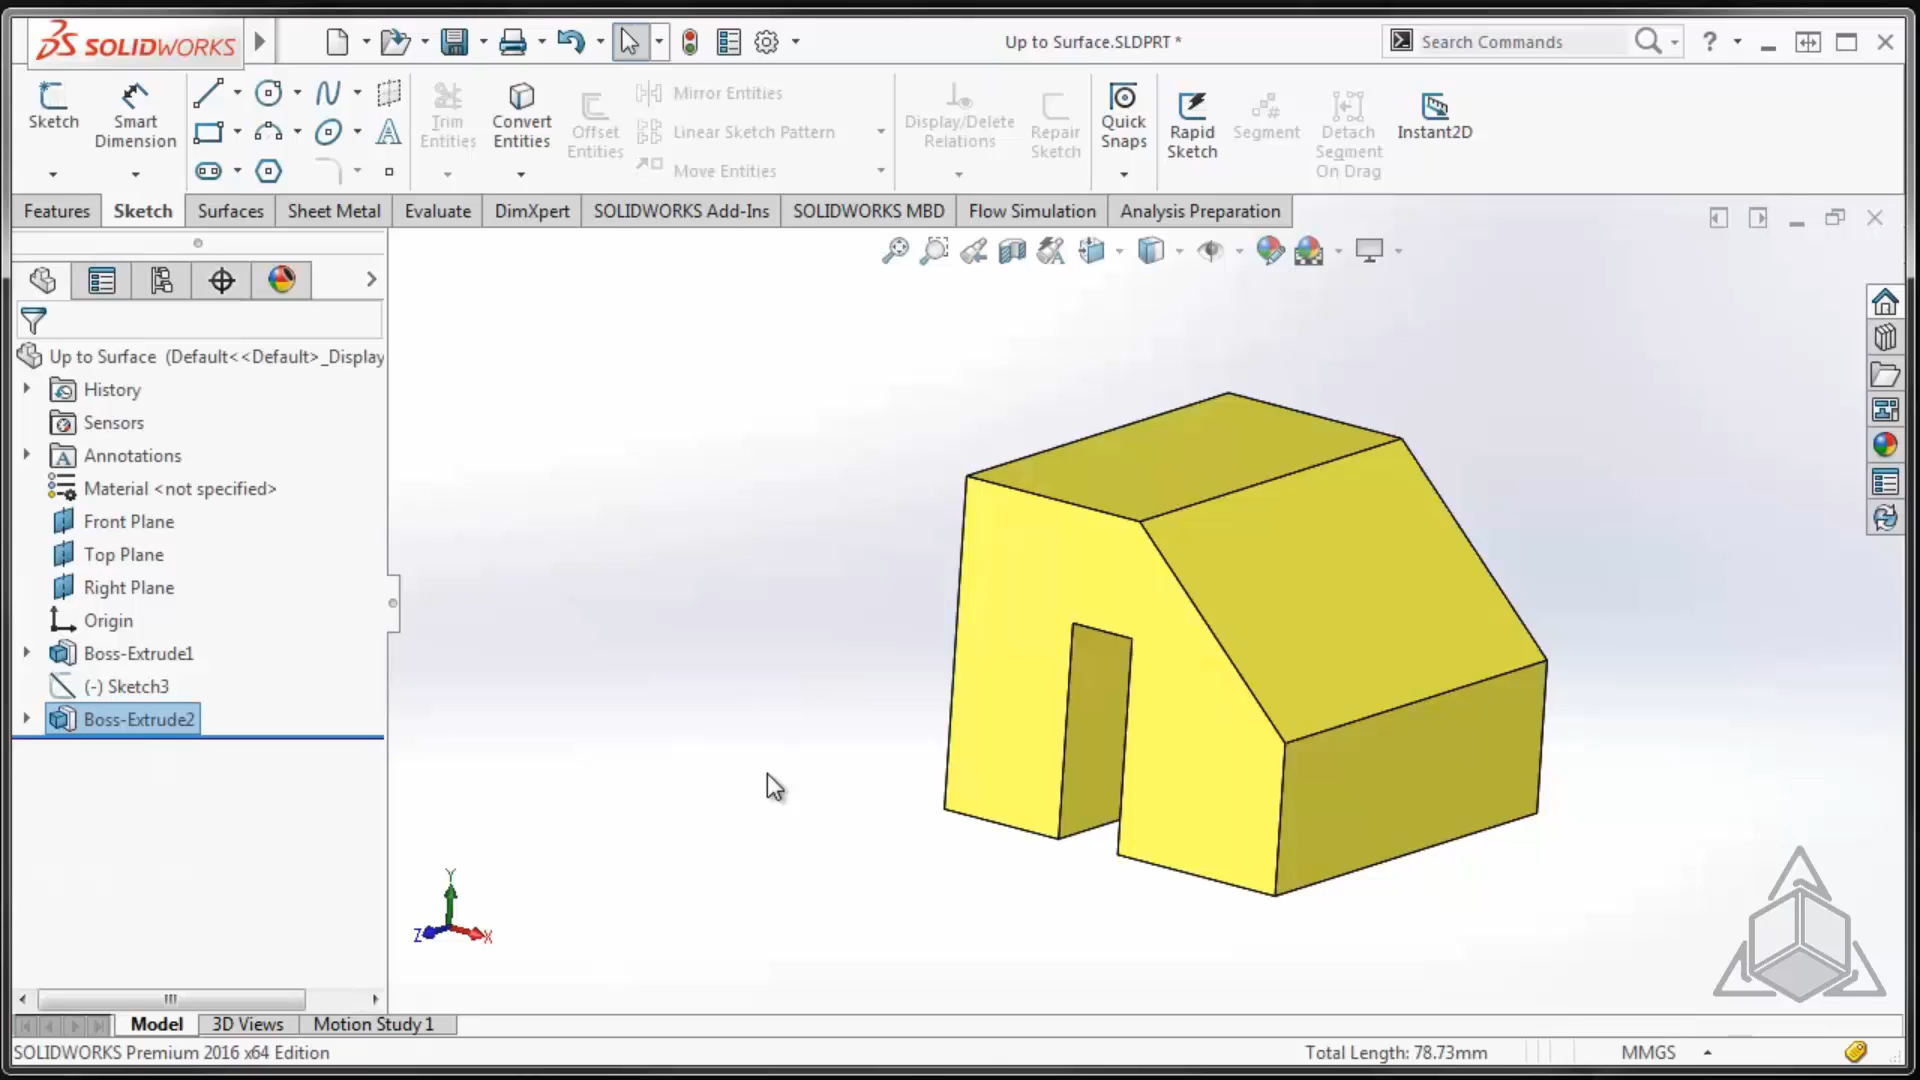 SOLIDWORKS
Up to Surface.SLDPRT *
Search Commands
?
Sketch
Smart Dimension
Trim Entities
Convert Entities
Offset Entities
Mirror Entities
Linear Sketch Pattern
Move Entities
Display/Delete Relations
Repair Sketch
Quick Snaps
Rapid Sketch
Segment
Detach Segment On Drag
Instant2D
Features
Sketch
Surfaces
Sheet Metal
Evaluate
DimXpert
SOLIDWORKS Add-Ins
SOLIDWORKS MBD
Flow Simulation
Analysis Preparation
Up to Surface (Default<<Default>_Display
History
Sensors
Annotations
Material <not specified>
Front Plane
Top Plane
Right Plane
Origin
Boss-Extrude1
(-) Sketch3
Boss-Extrude2
Y
Z
X
Model
3D Views
Motion Study 1
SOLIDWORKS Premium 2016 x64 Edition
Total Length: 78.73mm
MMGS